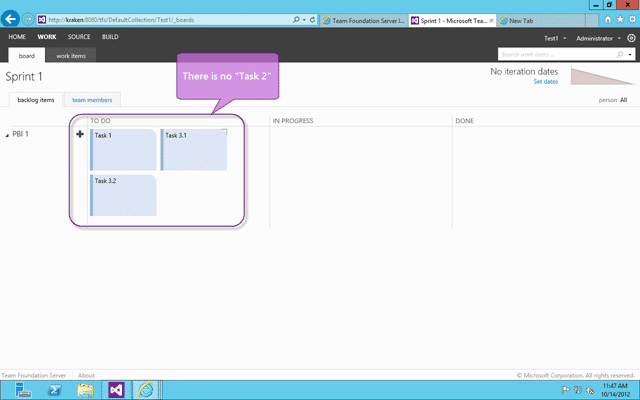 http://kraken:8080/tfs/DefaultCollection/Test1/_boards
Team Foundation Server I...
Sprint 1 - Microsoft Tea...
New Tab
HOME WORK SOURCE BUILD
Test1 Administrator
board work items
Search work items...
Sprint 1
There is no "Task 2"
No iteration dates
Set dates
backlog items team members
person All
TO DO IN PROGRESS DONE
PBI 1
Task 1 Task 3.1
Task 3.2
Team Foundation Server About
© Microsoft Corporation. All rights reserved.
11:47 AM
10/14/2012